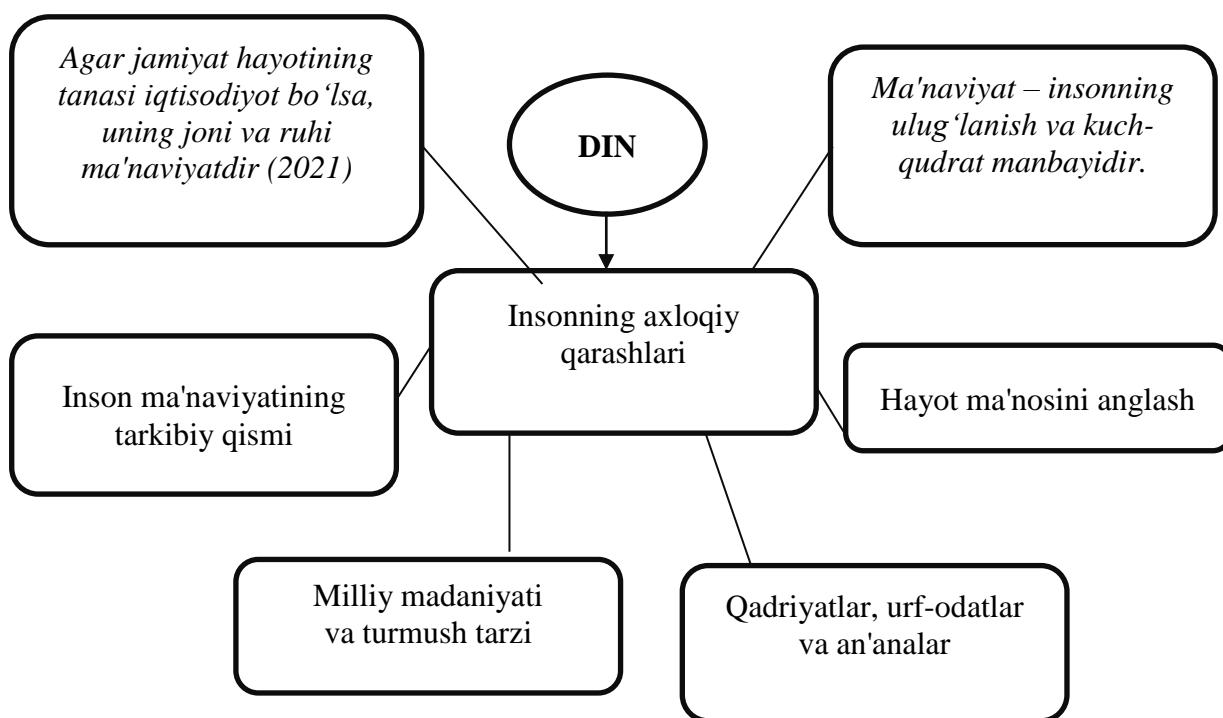 Agar jamiyat hayotining
tanasi iqtisodiyot bo‘lsa,
uning joni va ruhi
ma'naviyatdir (2021)
DIN
Ma'naviyat – insonning
ulug‘lanish va kuch-
qudrat manbayidir.
Insonning axloqiy
qarashlari
Inson ma'naviyatining
tarkibiy qismi
Hayot ma'nosini anglash
Milliy madaniyati
va turmush tarzi
Qadriyatlar, urf-odatlar
va an'analar